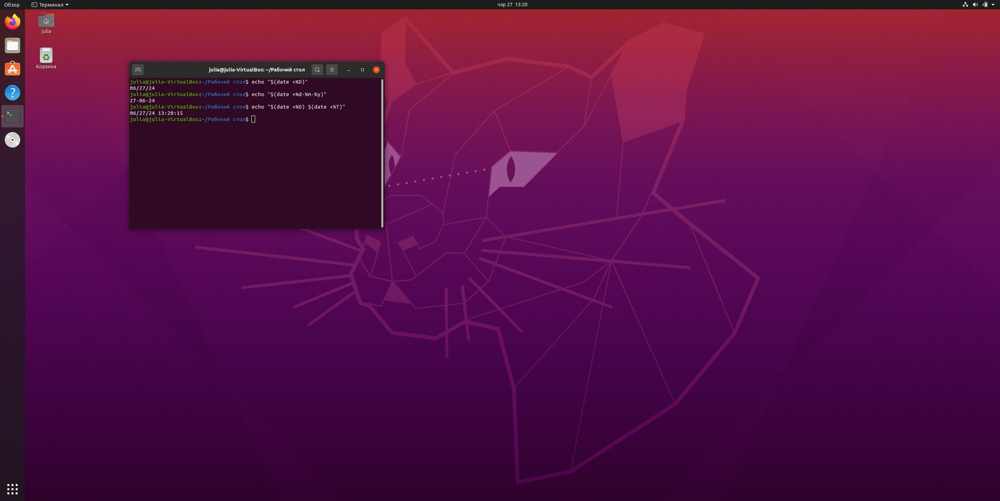 Обзор Терминал чэр 27 13:20
julia
Корзина
julia@julia-VirtualBox: ~/Рабочий стол
julia@julia-VirtualBox:~/Рабочий стол$ echo "$(date +%D)"
06/27/24
julia@julia-VirtualBox:~/Рабочий стол$ echo "$(date +%d-%m-%y)"
27-06-24
julia@julia-VirtualBox:~/Рабочий стол$ echo "$(date +%D) $(date +%T)"
06/27/24 13:20:15
julia@julia-VirtualBox:~/Рабочий стол$